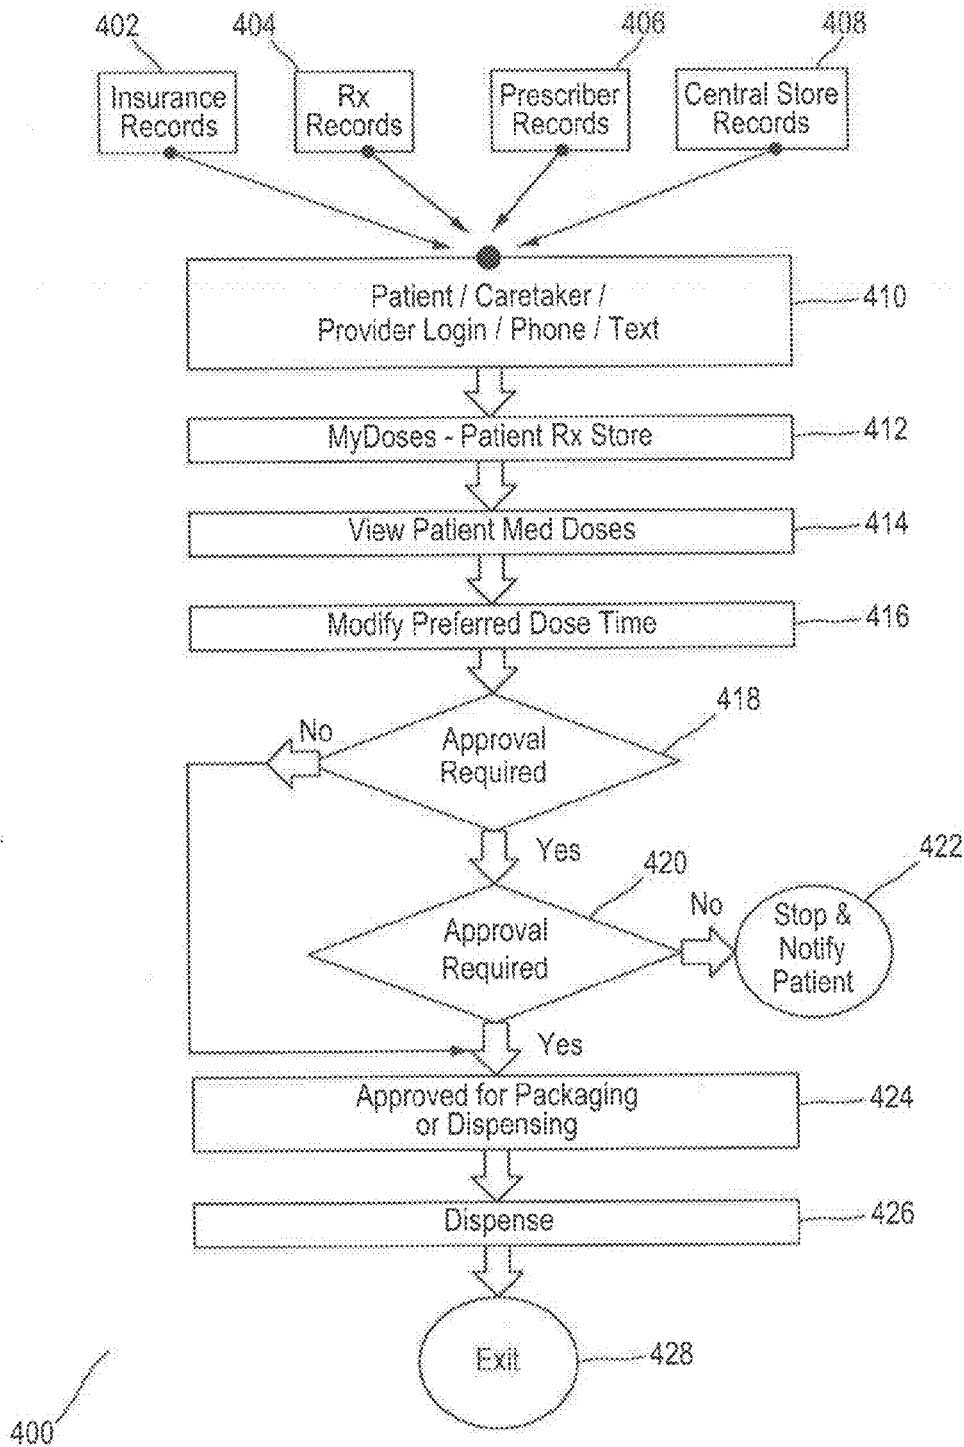 402
404
406
408
Insurance
Records
Rx
Records
Prescriber
Records
Central Store
Records
Patient / Caretaker /
Provider Login / Phone / Text
410
MyDoses - Patient Rx Store
412
View Patient Med Doses
414
Modify Preferred Dose Time
416
418
No
Approval
Required
Yes
420
422
Approval
Required
No
Stop &
Notify
Patient
Yes
Approved for Packaging
or Dispensing
424
Dispense
426
Exit
428
400